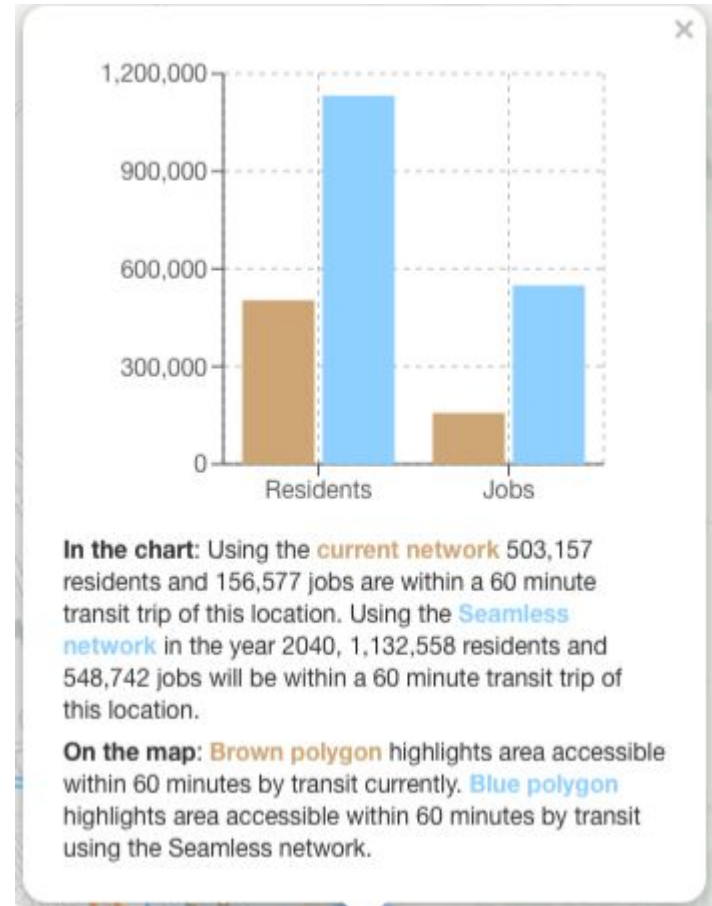 ×
1,200,000
900,000
600,000
300,000
0
Residents Jobs
In the chart: Using the current network 503,157
residents and 156,577 jobs are within a 60 minute
transit trip of this location. Using the Seamless
network in the year 2040, 1,132,558 residents and
548,742 jobs will be within a 60 minute transit trip of
this location.
On the map: Brown polygon highlights area accessible
within 60 minutes by transit currently. Blue polygon
highlights area accessible within 60 minutes by transit
using the Seamless network.